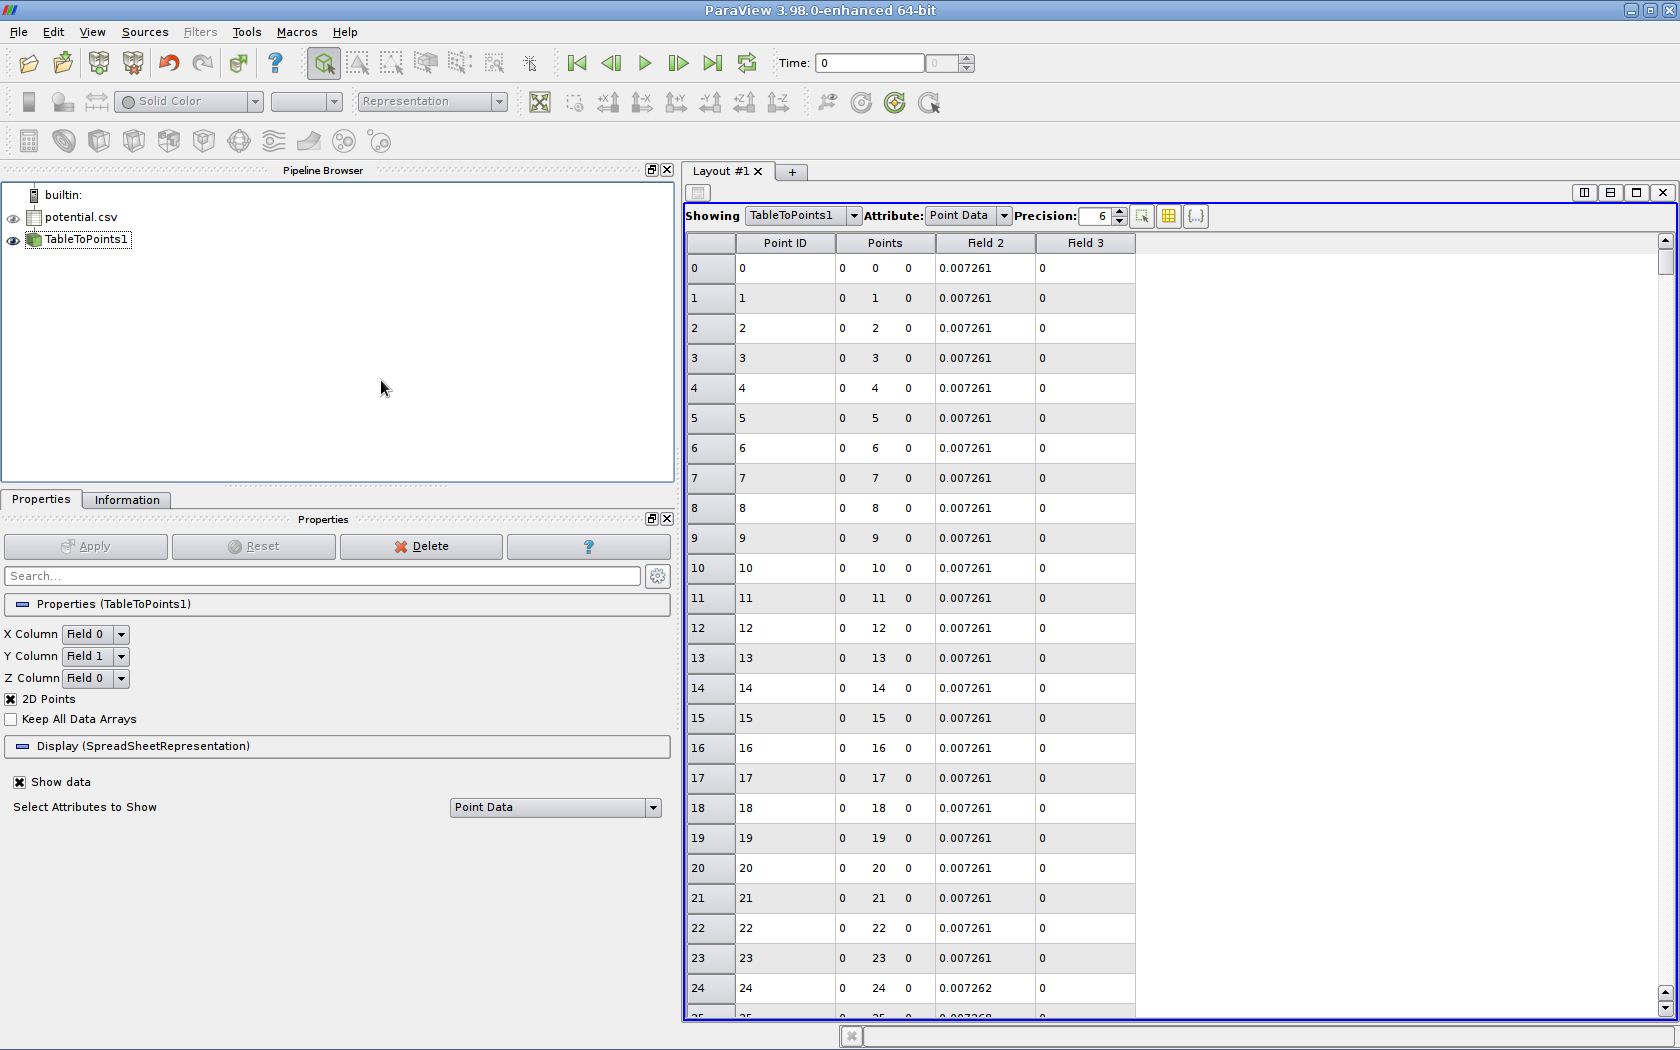 ParaView 3.98.0-enhanced 64-bit
File Edit View Sources Filters Tools Macros Help
Time: 0 0
Solid Color Representation
+X -X +Y -Y +Z -Z
Pipeline Browser
builtin:
potential.csv
TableToPoints1
Properties Information
Properties
Apply Reset Delete ?
Search...
Properties (TableToPoints1)
X Column Field 0
Y Column Field 1
Z Column Field 0
2D Points
Keep All Data Arrays
Display (SpreadSheetRepresentation)
Show data
Select Attributes to Show Point Data
Layout #1 +
Showing TableToPoints1 Attribute: Point Data Precision: 6 {...}
Point ID Points Field 2 Field 3
0 0 0 0 0 0.007261 0
1 1 0 1 0 0.007261 0
2 2 0 2 0 0.007261 0
3 3 0 3 0 0.007261 0
4 4 0 4 0 0.007261 0
5 5 0 5 0 0.007261 0
6 6 0 6 0 0.007261 0
7 7 0 7 0 0.007261 0
8 8 0 8 0 0.007261 0
9 9 0 9 0 0.007261 0
10 10 0 10 0 0.007261 0
11 11 0 11 0 0.007261 0
12 12 0 12 0 0.007261 0
13 13 0 13 0 0.007261 0
14 14 0 14 0 0.007261 0
15 15 0 15 0 0.007261 0
16 16 0 16 0 0.007261 0
17 17 0 17 0 0.007261 0
18 18 0 18 0 0.007261 0
19 19 0 19 0 0.007261 0
20 20 0 20 0 0.007261 0
21 21 0 21 0 0.007261 0
22 22 0 22 0 0.007261 0
23 23 0 23 0 0.007261 0
24 24 0 24 0 0.007262 0